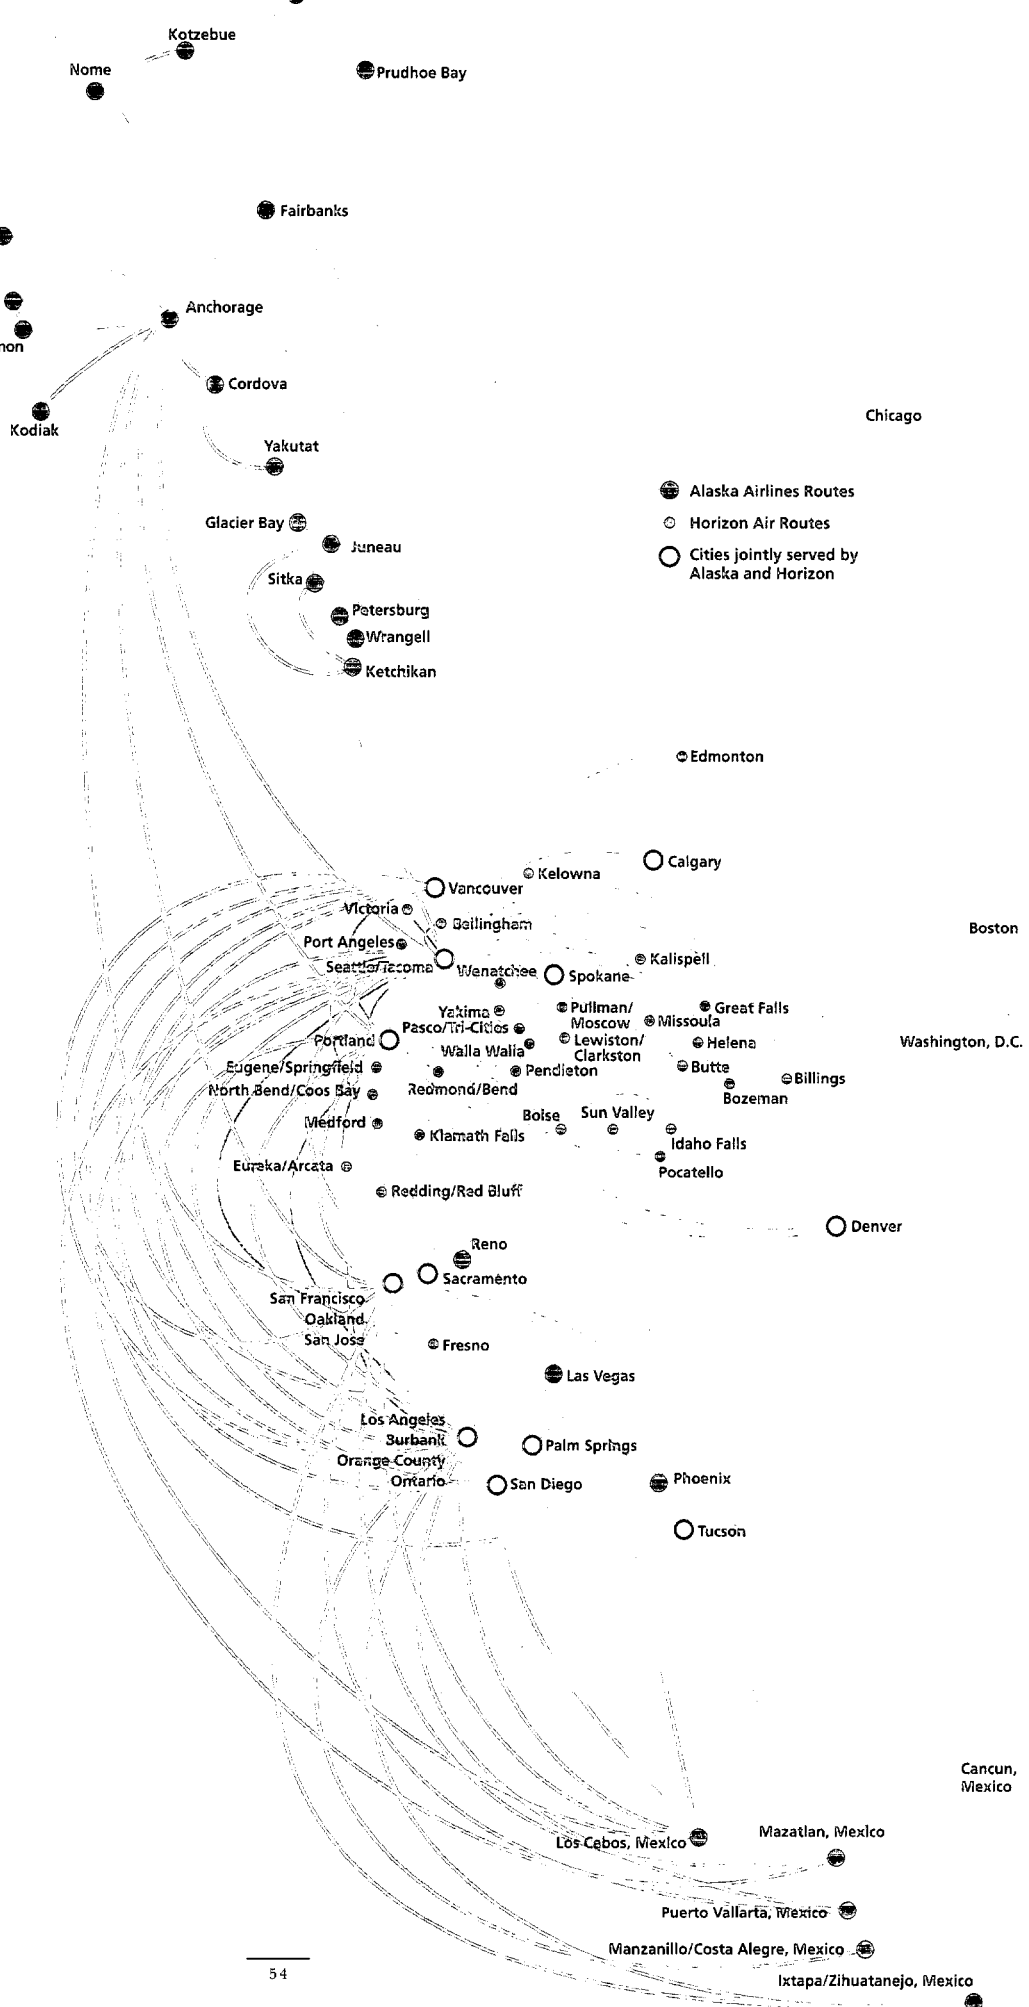 Kotzebue
Nome
Prudhoe Bay
Fairbanks
Anchorage
Cordova
Kodiak
Chicago
Yakutat
Alaska Airlines Routes
Glacier Bay
Horizon Air Routes
Juneau
Cities jointly served by
Alaska and Horizon
Sitka
Petersburg
Wrangell
Ketchikan
Edmonton
Calgary
Kelowna
Vancouver
Victoria
Bellingham
Boston
Port Angeles
Seattle/Tacoma
Wenatchee
Spokane
Kalispell
Yakima
Pullman/
Moscow
Great Falls
Missoula
Pasco/Tri-Cities
Portland
Walla Walla
Lewiston/
Clarkston
Helena
Washington, D.C.
Eugene/Springfield
Pendleton
Butte
Billings
North Bend/Coos Bay
Redmond/Bend
Bozeman
Medford
Boise
Sun Valley
Klamath Falls
Idaho Falls
Eureka/Arcata
Pocatello
Redding/Red Bluff
Denver
Reno
Sacramento
San Francisco
Oakland
San Jose
Fresno
Las Vegas
Los Angeles
Burbank
Orange County
Ontario
Palm Springs
San Diego
Phoenix
Tucson
Cancun,
Mexico
Los Cabos, Mexico
Mazatlan, Mexico
Puerto Vallarta, Mexico
Manzanillo/Costa Alegre, Mexico
Ixtapa/Zihuatanejo, Mexico
54